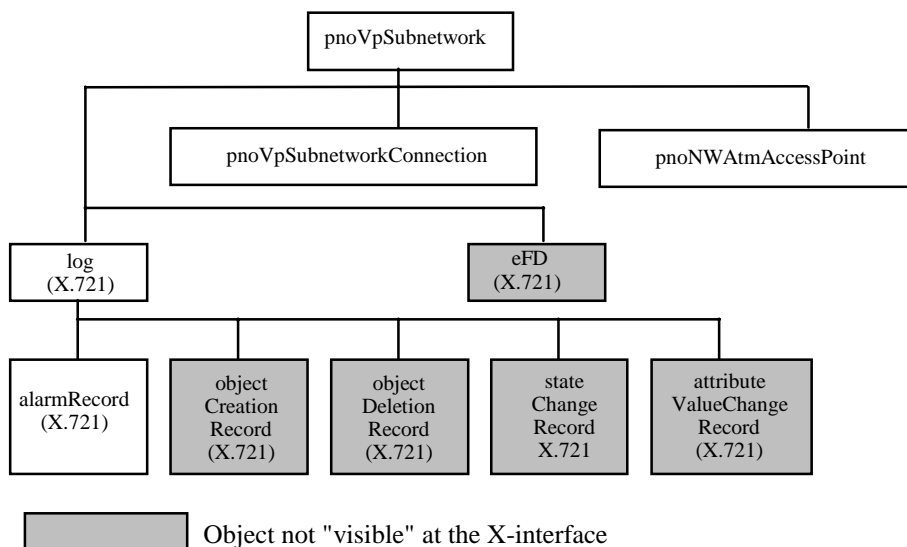 pnoVpSubnetwork
pnoVpSubnetworkConnection
pnoNWAtmAccessPoint
log
(X.721)
eFD
(X.721)
alarmRecord
(X.721)
object
Creation
Record
(X.721)
object
Deletion
Record
(X.721)
state
Change
Record
X.721
attribute
ValueChange
Record
(X.721)
Object not "visible" at the X-interface